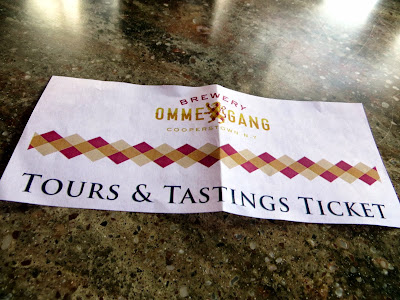 BREWERY
OMMEGANG
COOPERSTOWN N.Y.
TOURS & TASTINGS TICKET